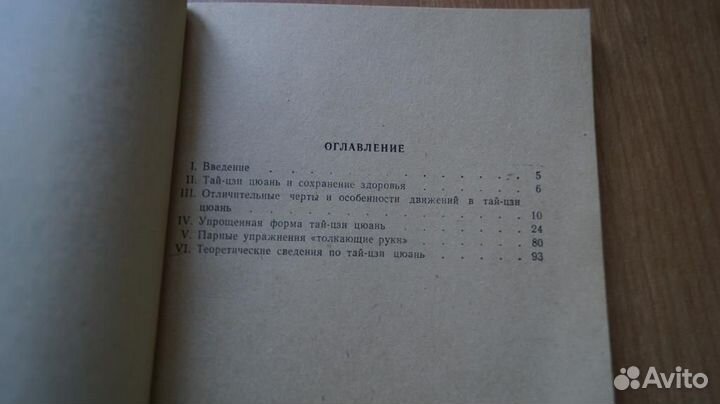 ОГЛАВЛЕНИЕ
I. Введение . . . . . . . . . . . . . 5
II. Тай-цзи цюань и сохранение здоровья . . . . . . 6
III. Отличительные черты и особенности движений в тай-цзи
цюань . . . . . . . . . . . . . . 10
IV. Упрощенная форма тай-цзи цюань . . . . . . . 24
V. Парные упражнения «толкающие руки» . . . . . . 80
VI. Теоретические сведения по тай-цзи цюань . . . . . 93
Avito